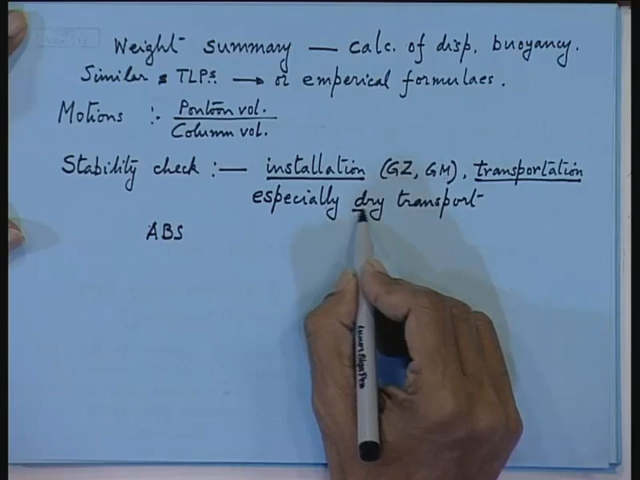 Weight summary — calc. of disp. buoyancy.
Similar TLPs → or emperical formulaes.
Motions :- Pontoon vol. / Column vol.
Stability check :— installation (GZ, GM), transportation
especially dry transport
ABS